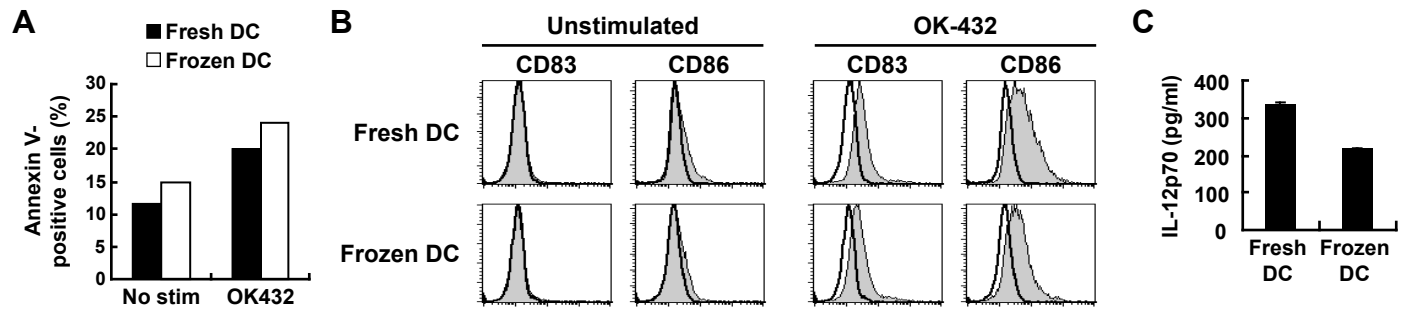 A
Fresh DC
Frozen DC
Annexin V-
positive cells (%)
30
25
20
15
10
5
0
No stim OK432
B
Unstimulated OK-432
CD83 CD86 CD83 CD86
Fresh DC
Frozen DC
C
IL-12p70 (pg/ml)
400
300
200
100
0
Fresh Frozen
DC DC